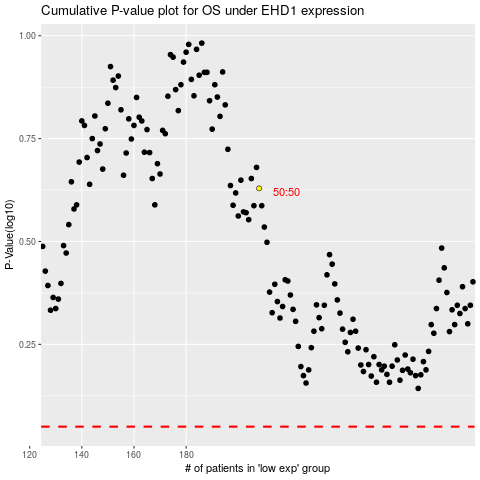 Cumulative P-value plot for OS under EHD1 expression
P-Value(log10)
1.00
0.75
0.50
0.25
50:50
120 140 160 180
# of patients in 'low exp' group